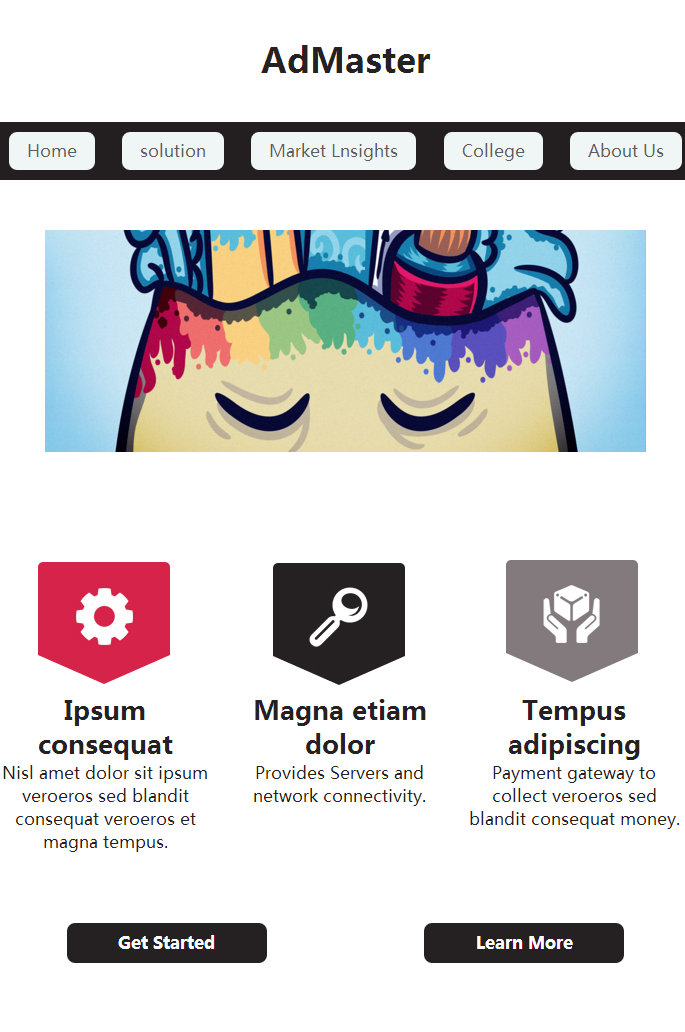 AdMaster
Home
solution
Market Lnsights
College
About Us
Ipsum
consequat
Nisl amet dolor sit ipsum
veroeros sed blandit
consequat veroeros et
magna tempus.
Magna etiam
dolor
Provides Servers and
network connectivity.
Tempus
adipiscing
Payment gateway to
collect veroeros sed
blandit consequat money.
Get Started
Learn More